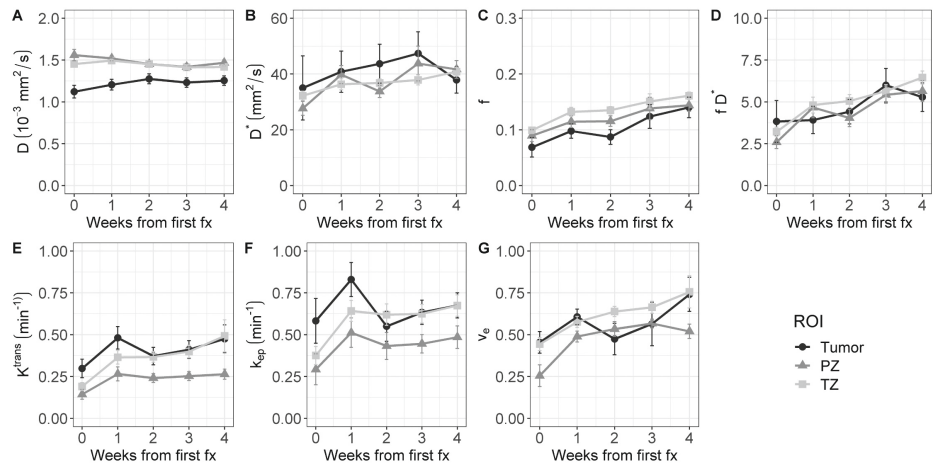 A
D (10⁻³ mm²/s)
2.0
1.5
1.0
0.5
0.0
0 1 2 3 4
Weeks from first fx
B
D* (mm²/s)
60
40
20
0
0 1 2 3 4
Weeks from first fx
C
f
0.3
0.2
0.1
0.0
0 1 2 3 4
Weeks from first fx
D
f D*
10.0
7.5
5.0
2.5
0.0
0 1 2 3 4
Weeks from first fx
E
Kᵗʳᵃⁿˢ (min⁻¹⁾)
1.00
0.75
0.50
0.25
0.00
0 1 2 3 4
Weeks from first fx
F
kₑₚ (min⁻¹)
1.00
0.75
0.50
0.25
0.00
0 1 2 3 4
Weeks from first fx
G
vₑ
1.00
0.75
0.50
0.25
0.00
0 1 2 3 4
Weeks from first fx
ROI
Tumor
PZ
TZ